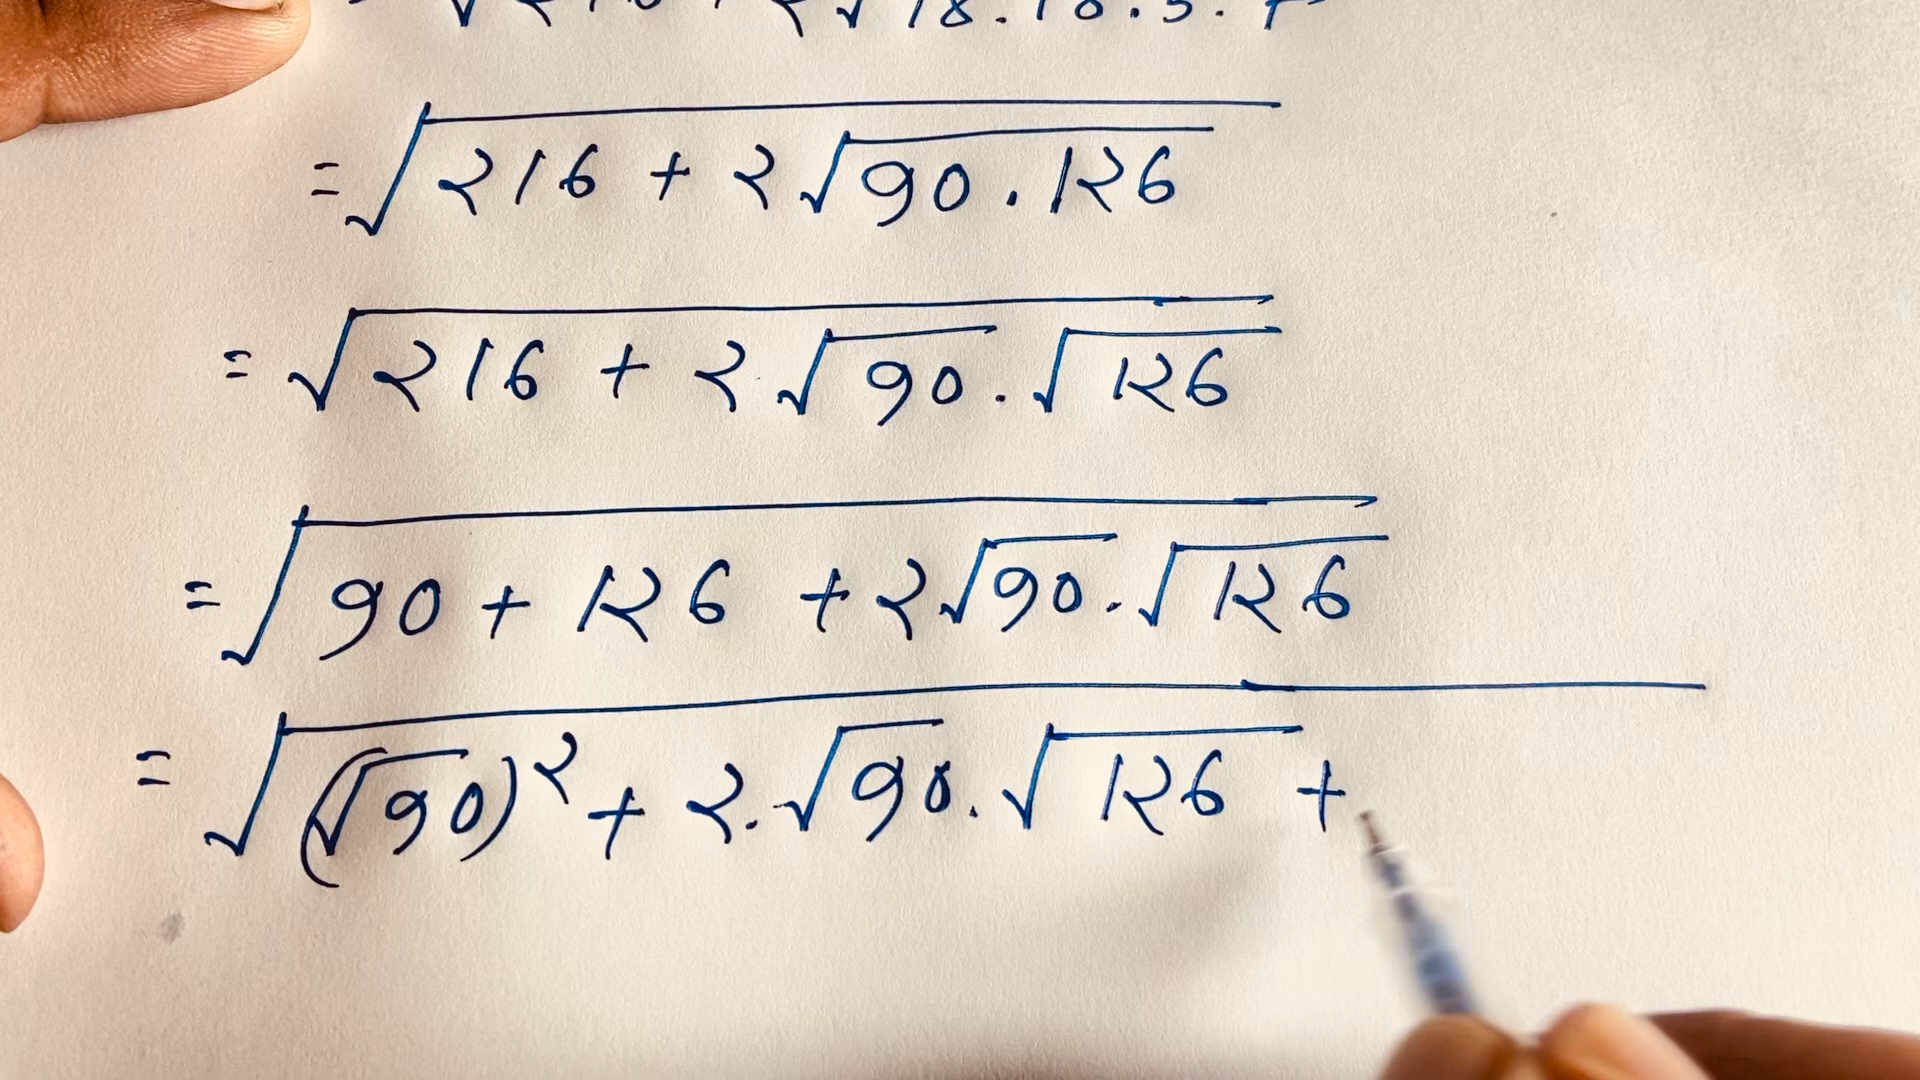 = √(216 + 2√(90 . 126))
= √(216 + 2√90 . √126)
= √(90 + 126 + 2√90 . √126)
= √((√90)² + 2 . √90 . √126 +